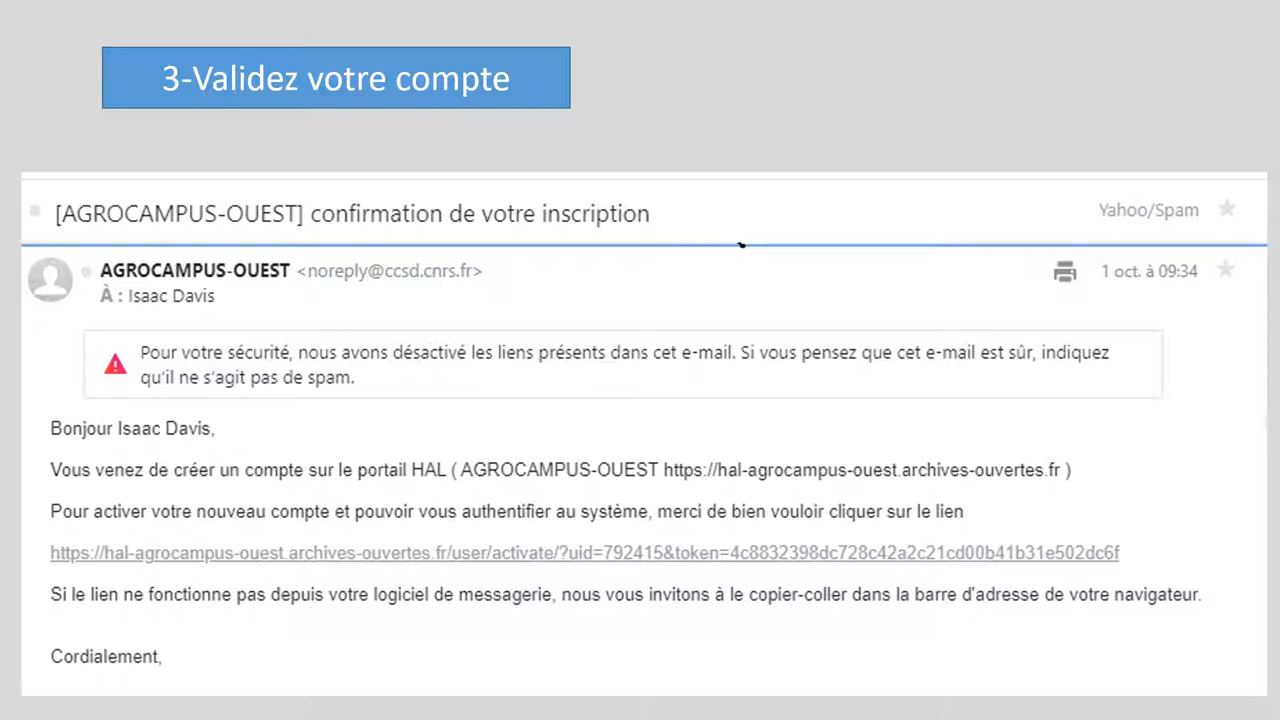 3-Validez votre compte
[AGROCAMPUS-OUEST] confirmation de votre inscription
Yahoo/Spam
AGROCAMPUS-OUEST <noreply@ccsd.cnrs.fr>
1 oct. à 09:34
À : Isaac Davis
Pour votre sécurité, nous avons désactivé les liens présents dans cet e-mail. Si vous pensez que cet e-mail est sûr, indiquez
qu'il ne s'agit pas de spam.
Bonjour Isaac Davis,
Vous venez de créer un compte sur le portail HAL ( AGROCAMPUS-OUEST https://hal-agrocampus-ouest.archives-ouvertes.fr )
Pour activer votre nouveau compte et pouvoir vous authentifier au système, merci de bien vouloir cliquer sur le lien
https://hal-agrocampus-ouest.archives-ouvertes.fr/user/activate/?uid=792415&token=4c8832398dc728c42a2c21cd00b41b31e502dc6f
Si le lien ne fonctionne pas depuis votre logiciel de messagerie, nous vous invitons à le copier-coller dans la barre d'adresse de votre navigateur.
Cordialement,